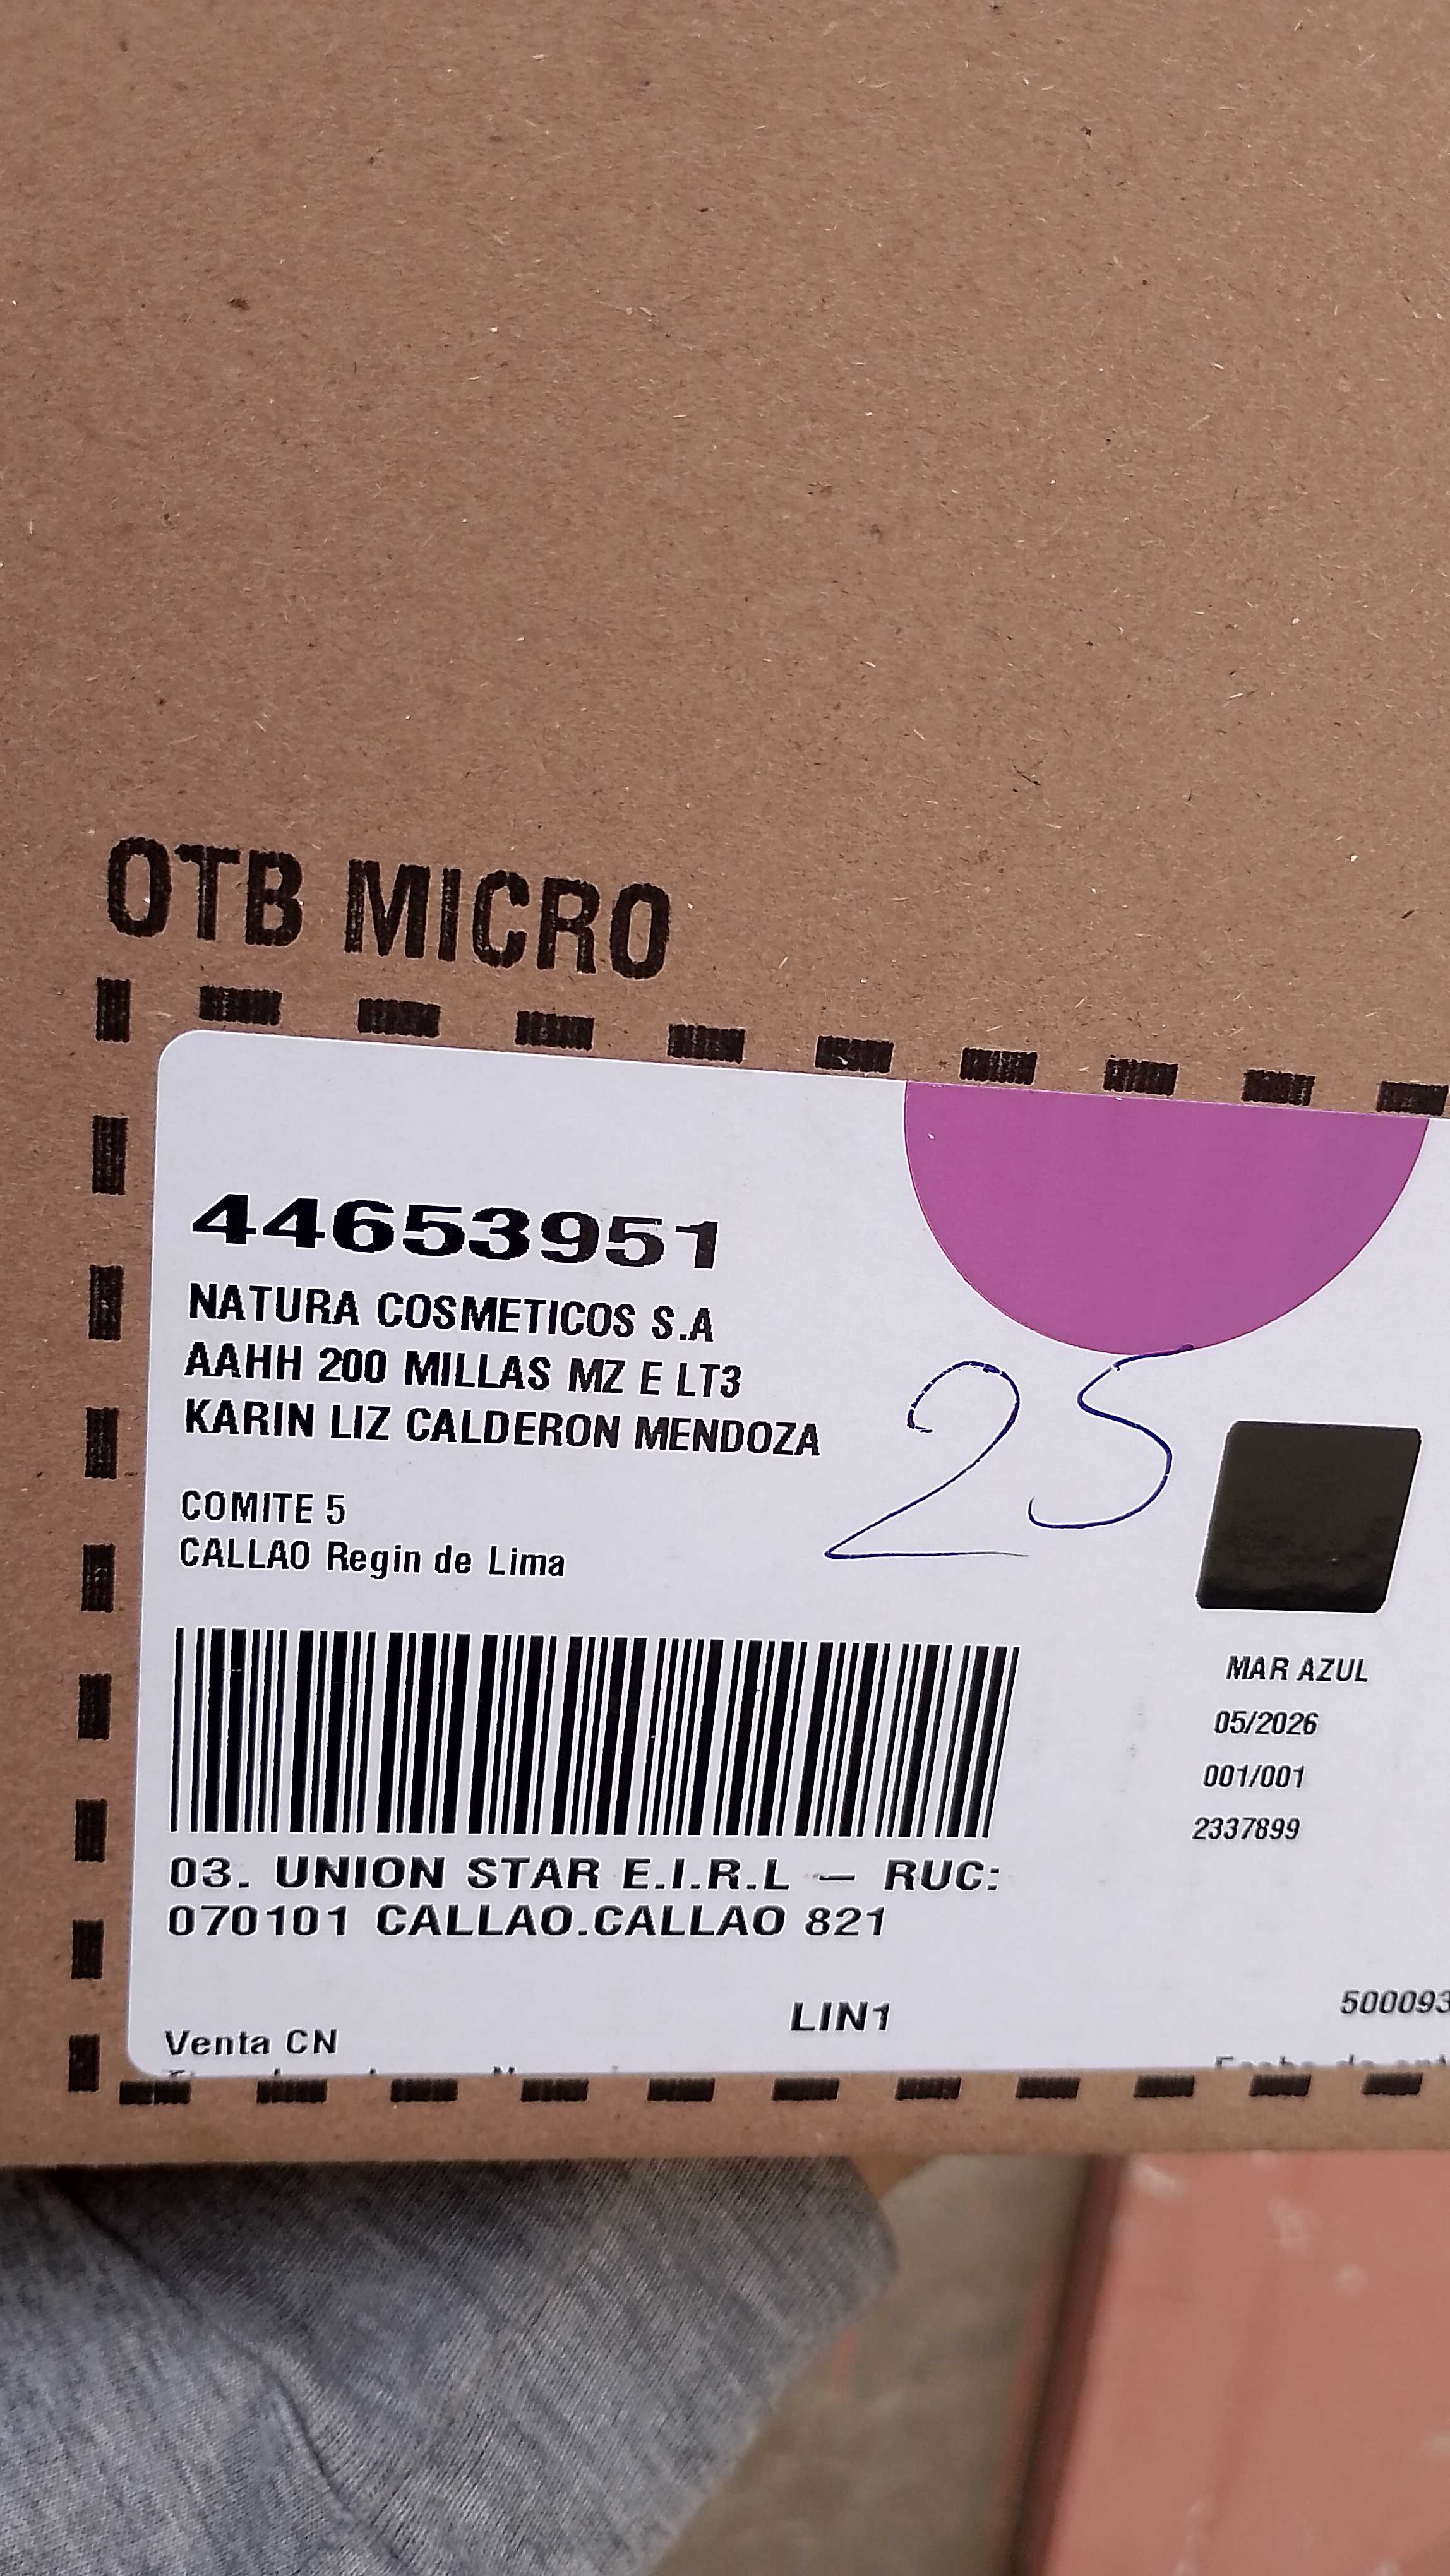 OTB MICRO
44653951
NATURA COSMETICOS S.A
AAHH 200 MILLAS MZ E LT3
KARIN LIZ CALDERON MENDOZA
25
COMITE 5
CALLAO Regin de Lima
MAR AZUL
05/2026
001/001
2337899
03. UNION STAR E.I.R.L – RUC:
070101 CALLAO.CALLAO 821
LIN1
500093
Venta CN